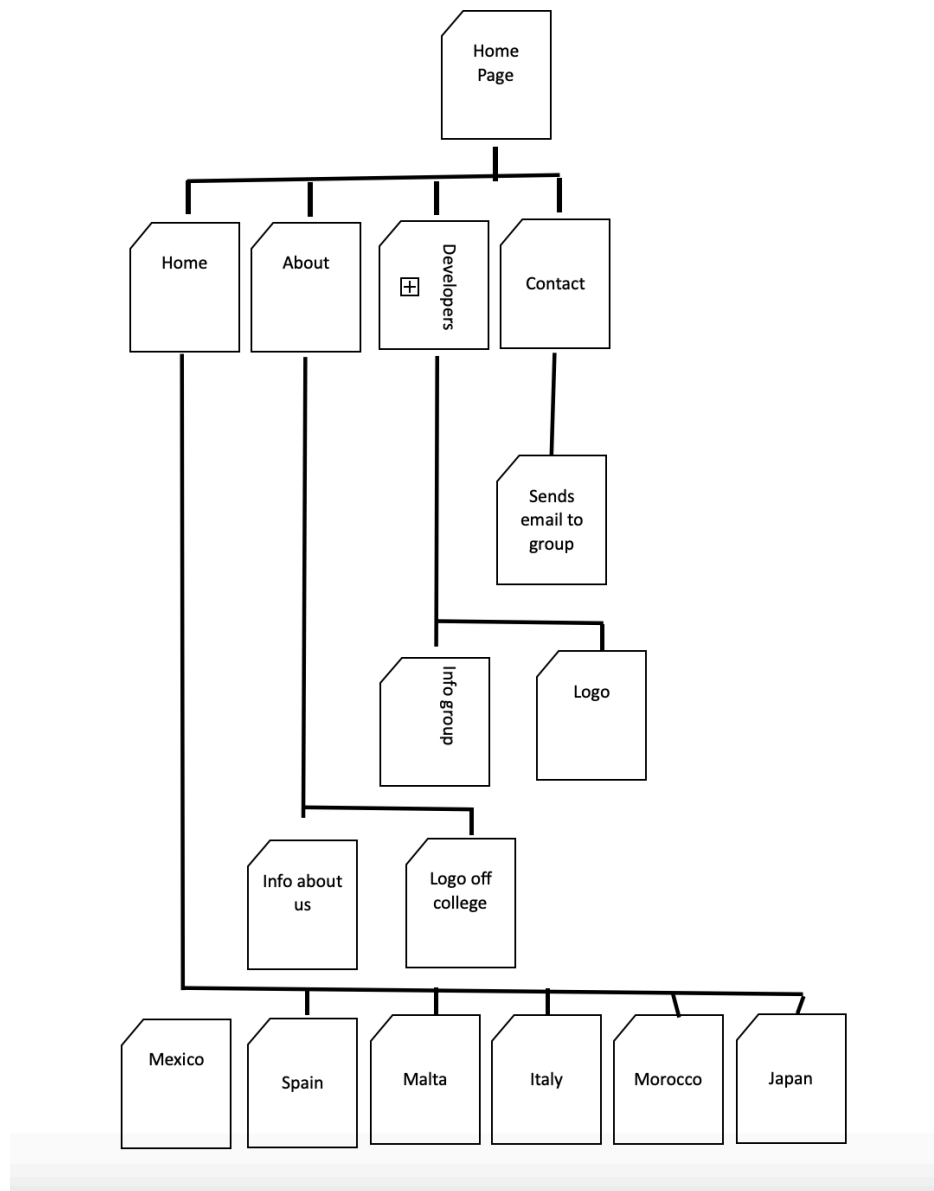 Home
Page
Home
About
Developers
Contact
Sends
email to
group
Info group
Logo
Info about
us
Logo off
college
Mexico
Spain
Malta
Italy
Morocco
Japan